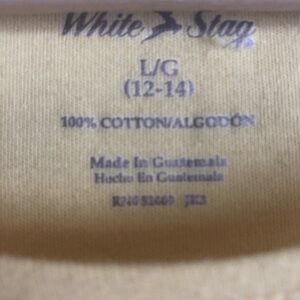 White Stag
L/G
(12-14)
100% COTTON/ALGODÓN
Made In Guatemala
Hecho En Guatemala